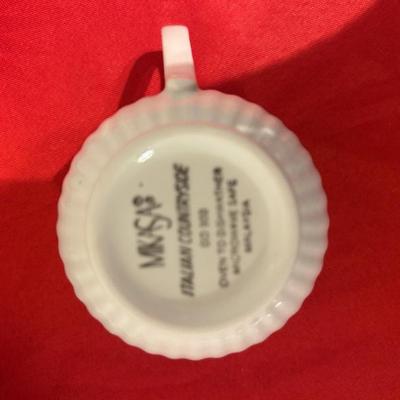 MIKASA®
ITALIAN COUNTRYSIDE
DD 900
OVEN TO DISHWASHER
MICROWAVE SAFE
MALAYSIA